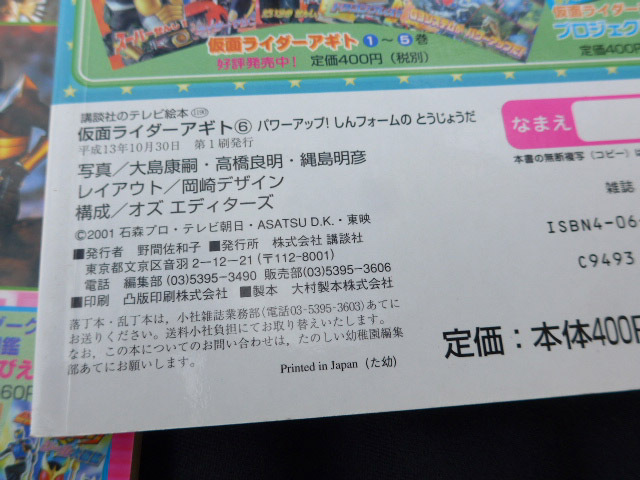 仮面ライダーアギト ①~⑤巻
好評発売中! 定価400円(税別)
仮面ライダー
プロジェク
定価400
講談社のテレビ絵本
仮面ライダーアギト⑥ パワーアップ! しんフォームの とうじょうだ
平成13年10月30日 第1刷発行
写真/大島康嗣・高橋良明・縄島明彦
レイアウト/岡崎デザイン
構成/オズ エディターズ
©2001 石森プロ・テレビ朝日・ASATSU D.K.・東映
■発行者 野間佐和子 ■発行所 株式会社 講談社
東京都文京区音羽2-12-21(〒112-8001)
電話 編集部(03)5395-3490 販売部(03)5395-3606
■印刷 凸版印刷株式会社 ■製本 大村製本株式会社
落丁本・乱丁本は、小社雑誌業務部(電話03-5395-3603)あてに
お送りください。送料小社負担にてお取り替えいたします。
なお、この本についてのお問い合わせは、たのしい幼稚園編集
部あてにお願いします。
Printed in Japan (た幼)
なまえ
本書の無断複写(コピー)は
雑誌
ISBN4-06-
C9493
定価:本体400円